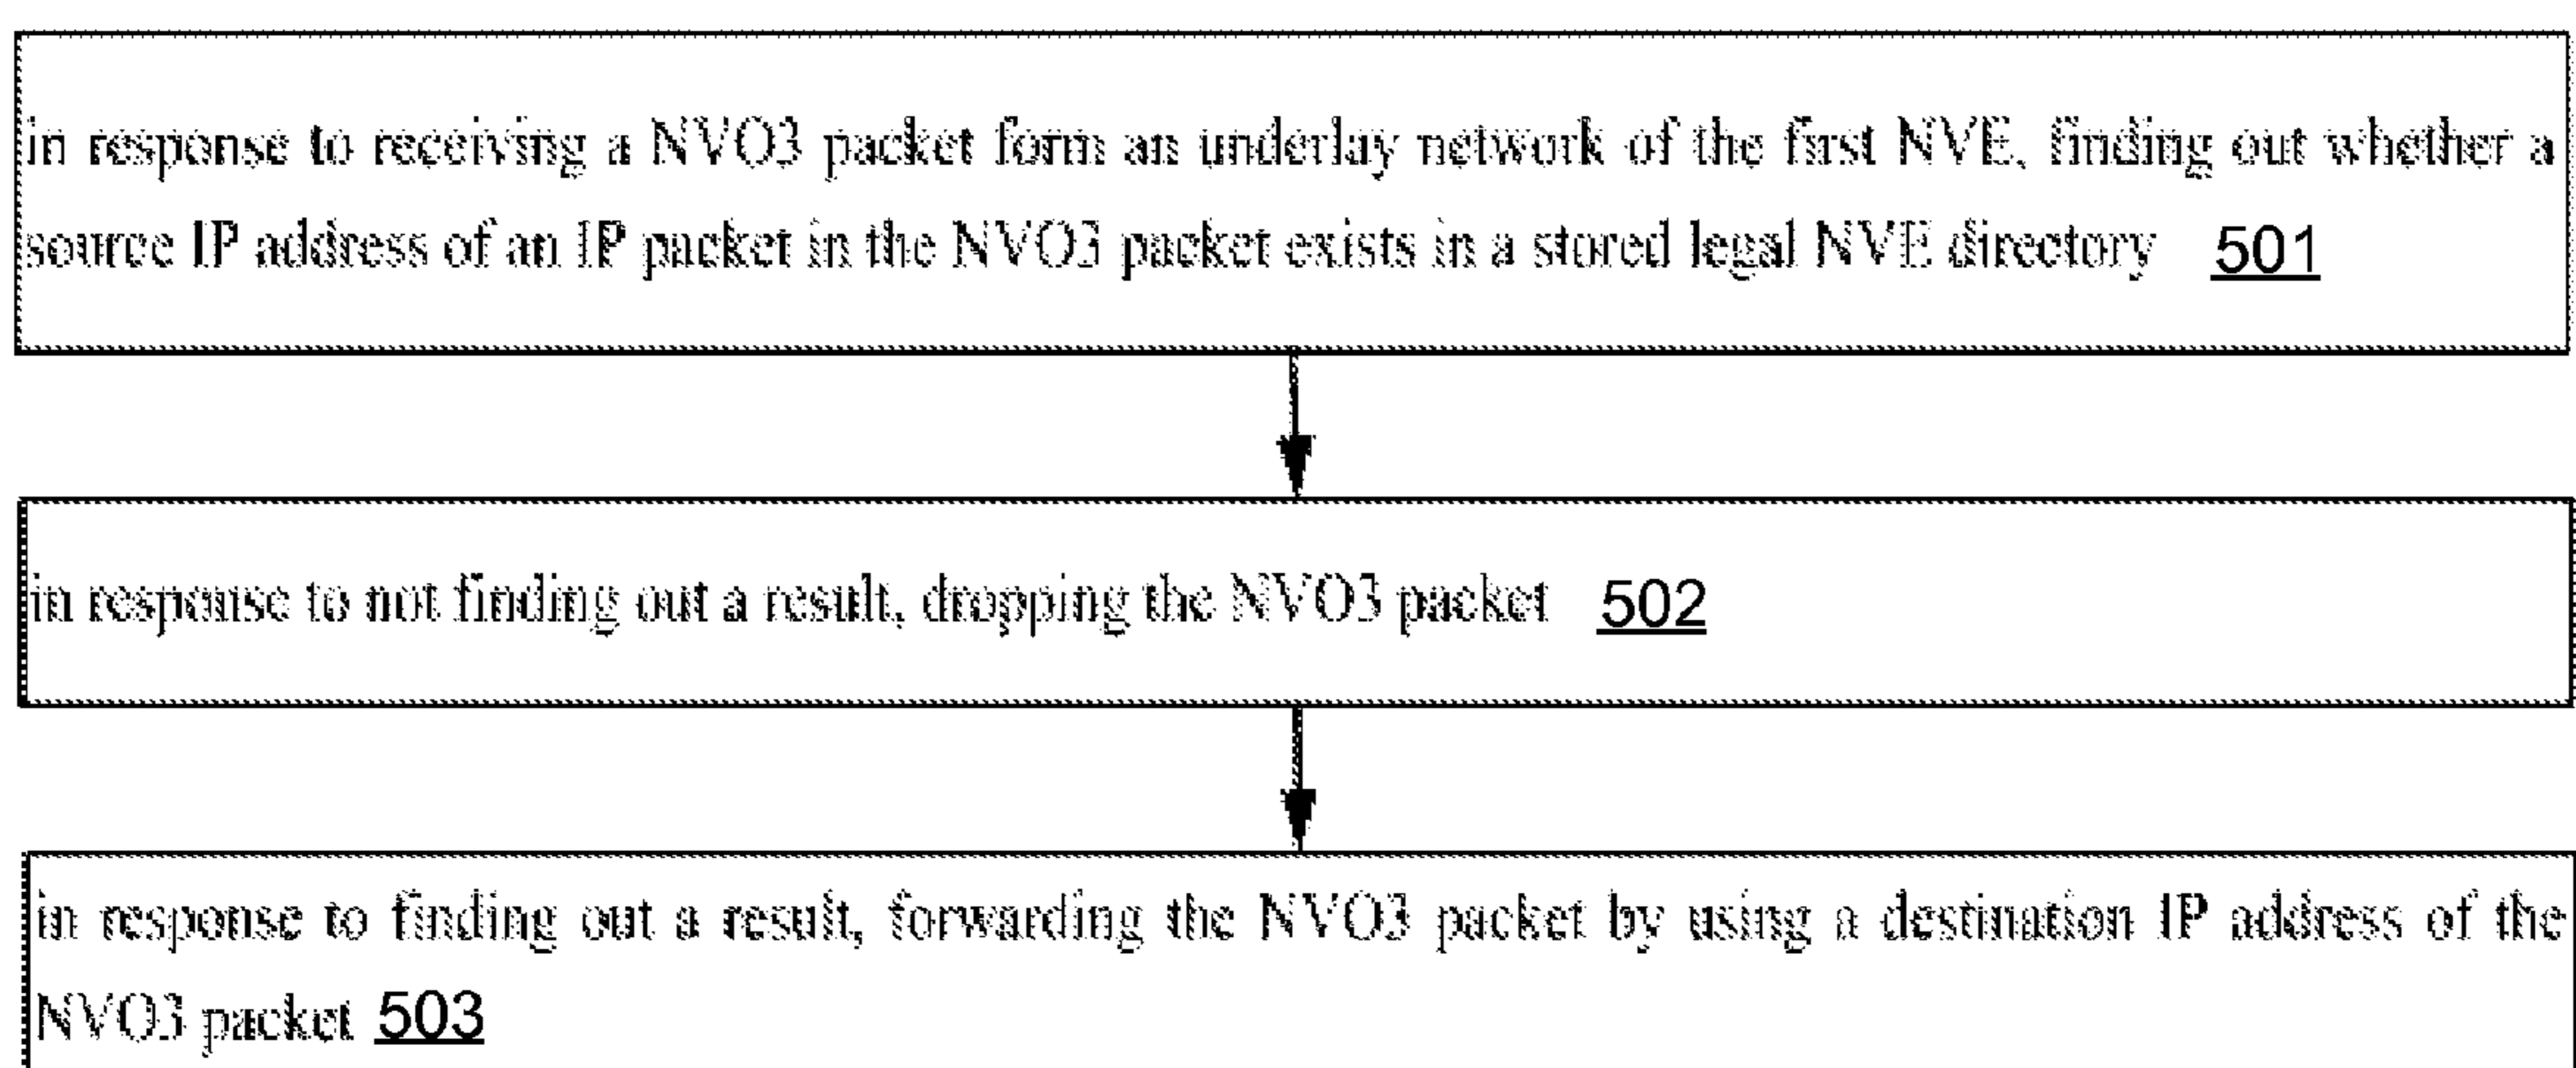 in response to receiving a NVO3 packet form an underlay network of the first NVE, finding out whether a
source IP address of an IP packet in the NVO3 packet exists in a stored legal NVE directory 501
in response to not finding out a result, dropping the NVO3 packet 502
in response to finding out a result, forwarding the NVO3 packet by using a destination IP address of the
NVO3 packet 503